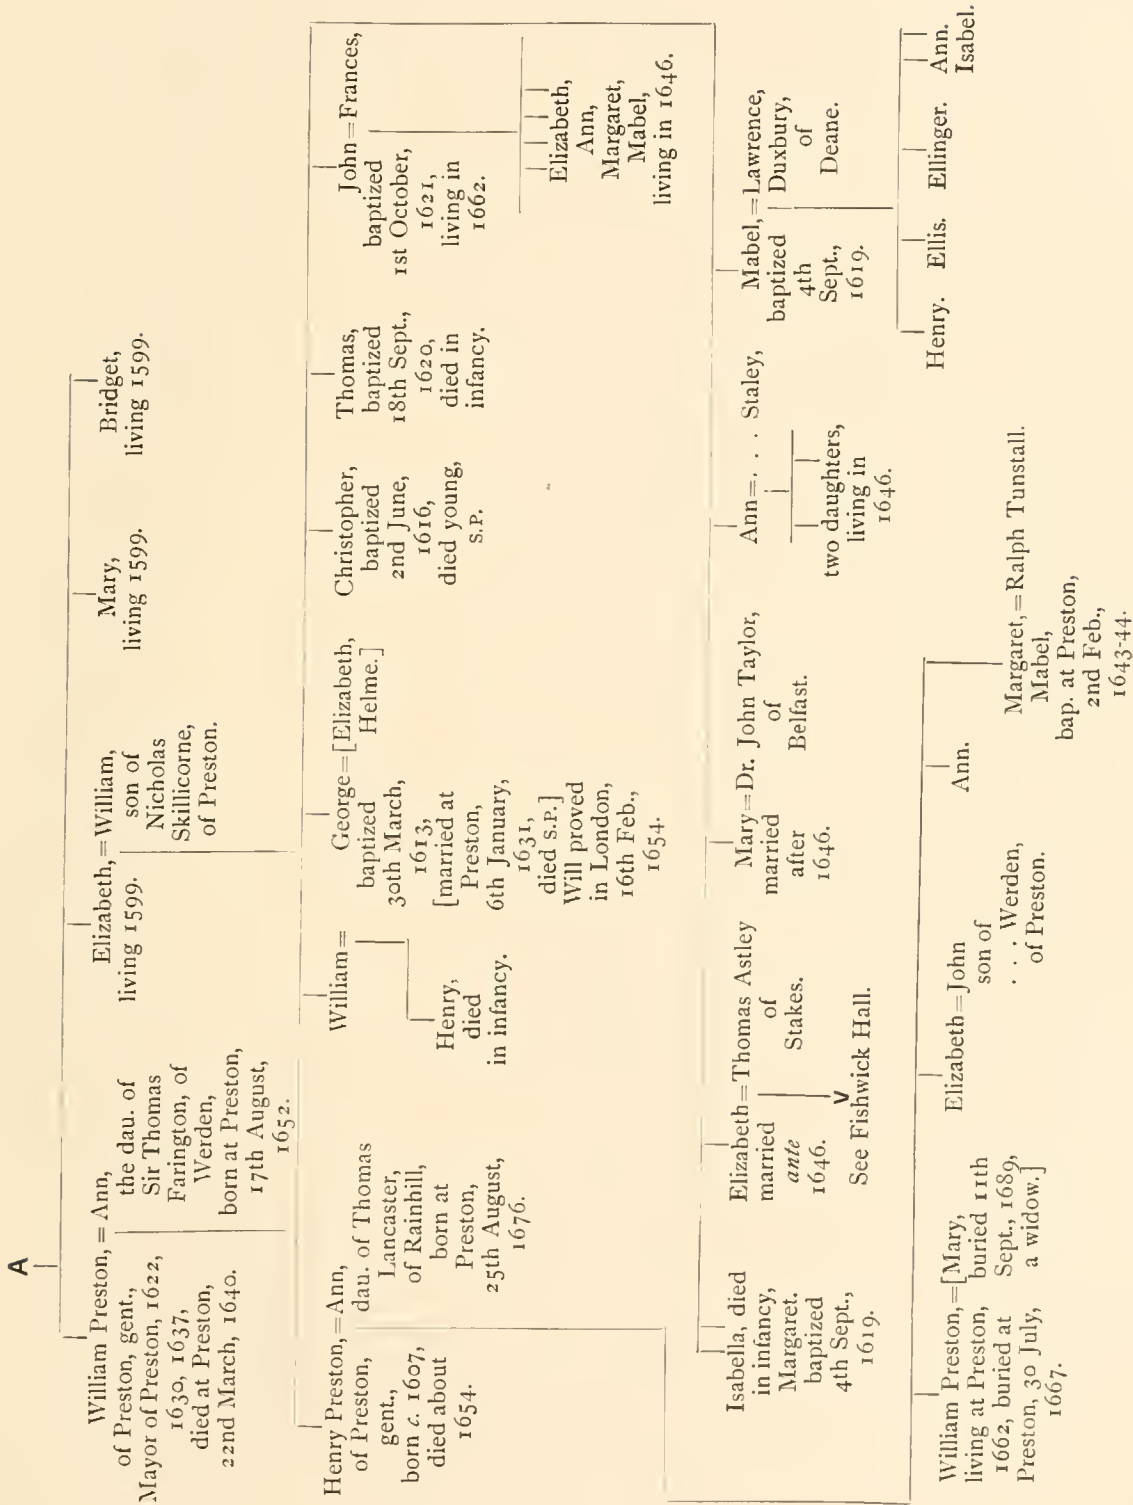 A
William Preston, = Ann,
of Preston, gent., the dau. of
Mayor of Preston, 1622, Sir Thomas
1630, 1637, Farington, of
died at Preston, Werden,
22nd March, 1640. born at Preston,
17th August,
1652.
Elizabeth, = William,
living 1599. son of
Nicholas
Skillicorne,
of Preston.
Mary,
living 1599.
Bridget,
living 1599.
Henry Preston, = Ann,
of Preston, dau. of Thomas
gent., Lancaster,
born c. 1607, of Rainhill,
died about born at
1654. Preston,
25th August,
1676.
William =
Henry,
died
in infancy.
George = [Elizabeth,
baptized Helme.]
30th March,
1613,
[married at
Preston,
6th January,
1631,
died s.p.]
Will proved
in London,
16th Feb.,
1654.
Christopher,
baptized
2nd June,
1616,
died young,
S.P.
Thomas,
baptized
18th Sept.,
1620,
died in
infancy.
John = Frances,
baptized
1st October,
1621,
living in
1662.
Elizabeth,
Ann,
Margaret,
Mabel,
living in 1646.
Isabella, died
in infancy,
Margaret.
baptized
4th Sept.,
1619.
Elizabeth = Thomas Astley
married of
ante Stakes.
1646.
V
See Fishwick Hall.
Mary = Dr. John Taylor,
married of
after Belfast.
1646.
Ann = . . . Staley,
two daughters,
living in
1646.
Mabel, = Lawrence,
baptized Duxbury,
4th of
Sept., Deane.
1619.
Henry. Ellis. Ellinger. Ann.
Isabel.
William Preston, = [Mary,
living at Preston, buried 11th
1662, buried at Sept., 1689,
Preston, 30 July, a widow.]
1667.
Elizabeth = John
son of
. . . Werden,
of Preston.
Ann.
Margaret, = Ralph Tunstall.
Mabel,
bap. at Preston,
2nd Feb.,
1643-44.